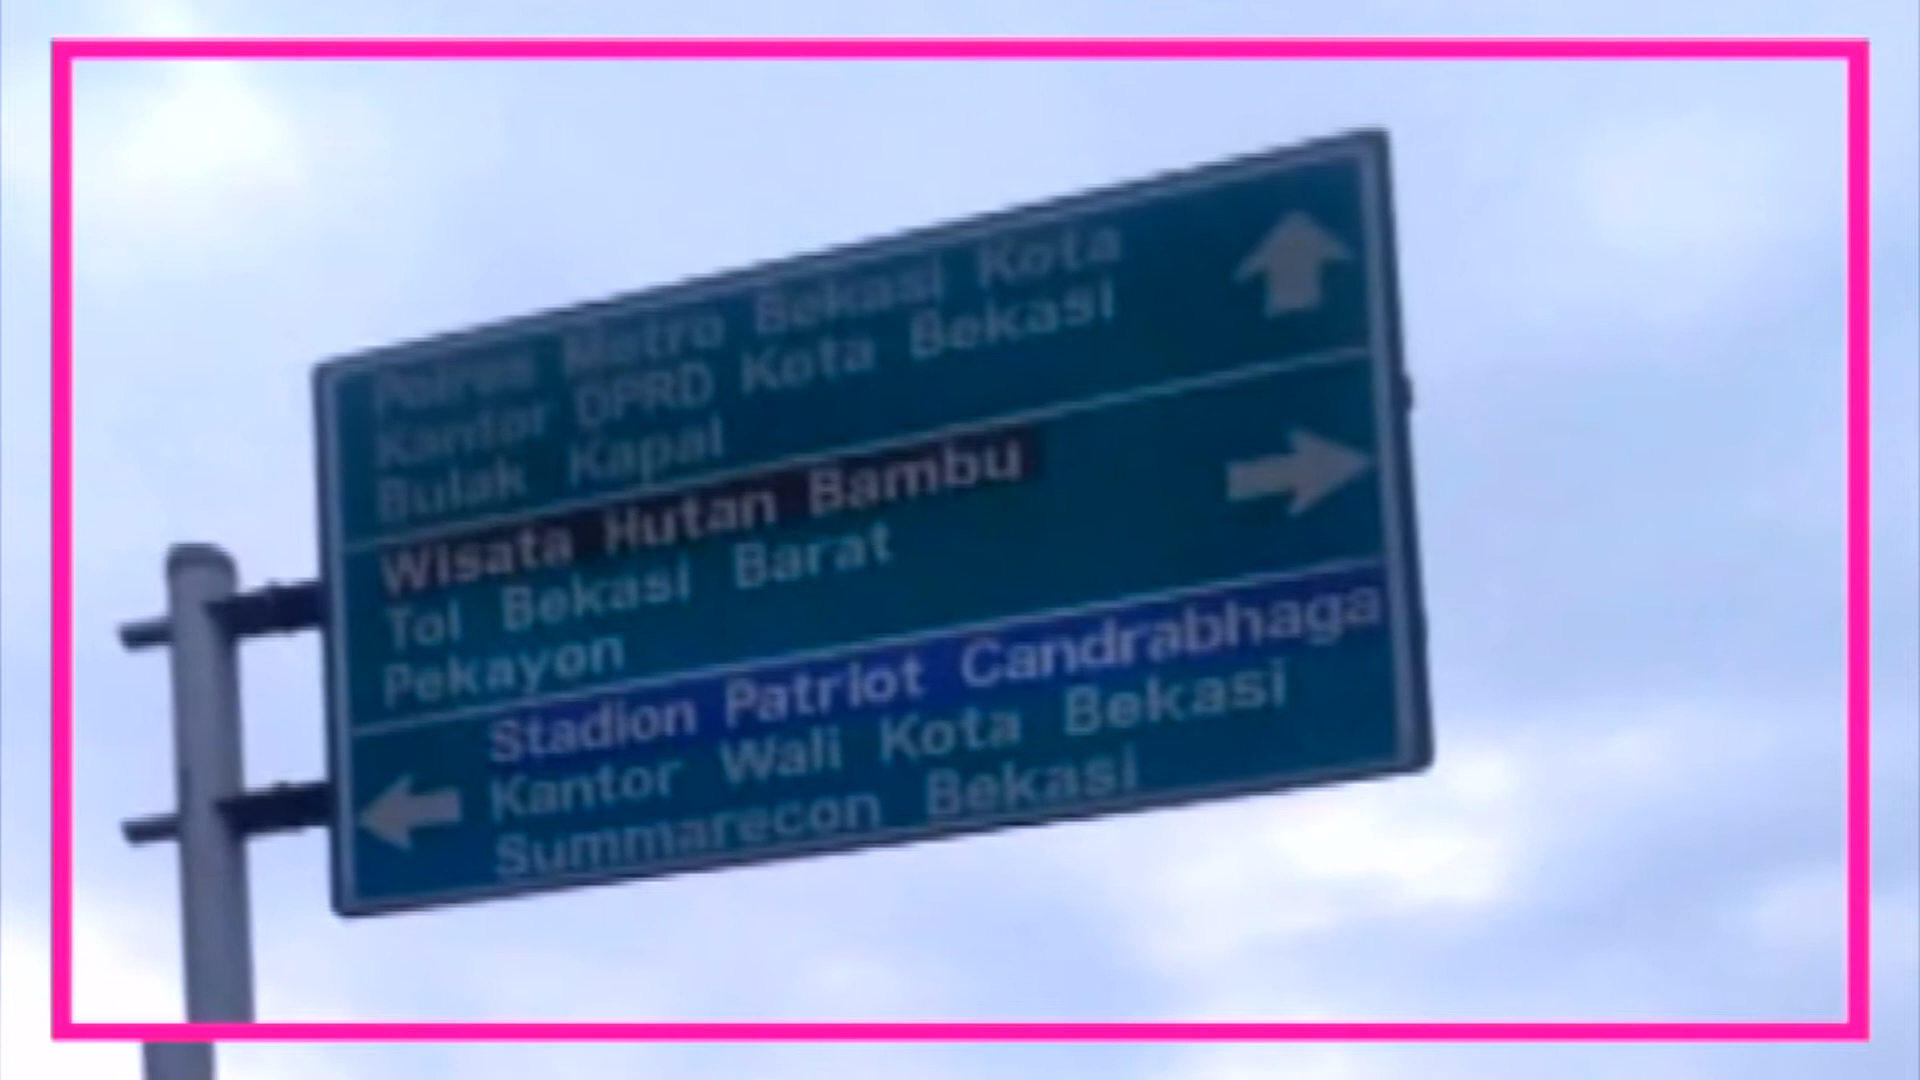 Polres Metro Bekasi Kota
Kantor DPRD Kota Bekasi
Bulak Kapal
Wisata Hutan Bambu
Tol Bekasi Barat
Pekayon
Stadion Patriot Candrabhaga
Kantor Wali Kota Bekasi
Summarecon Bekasi